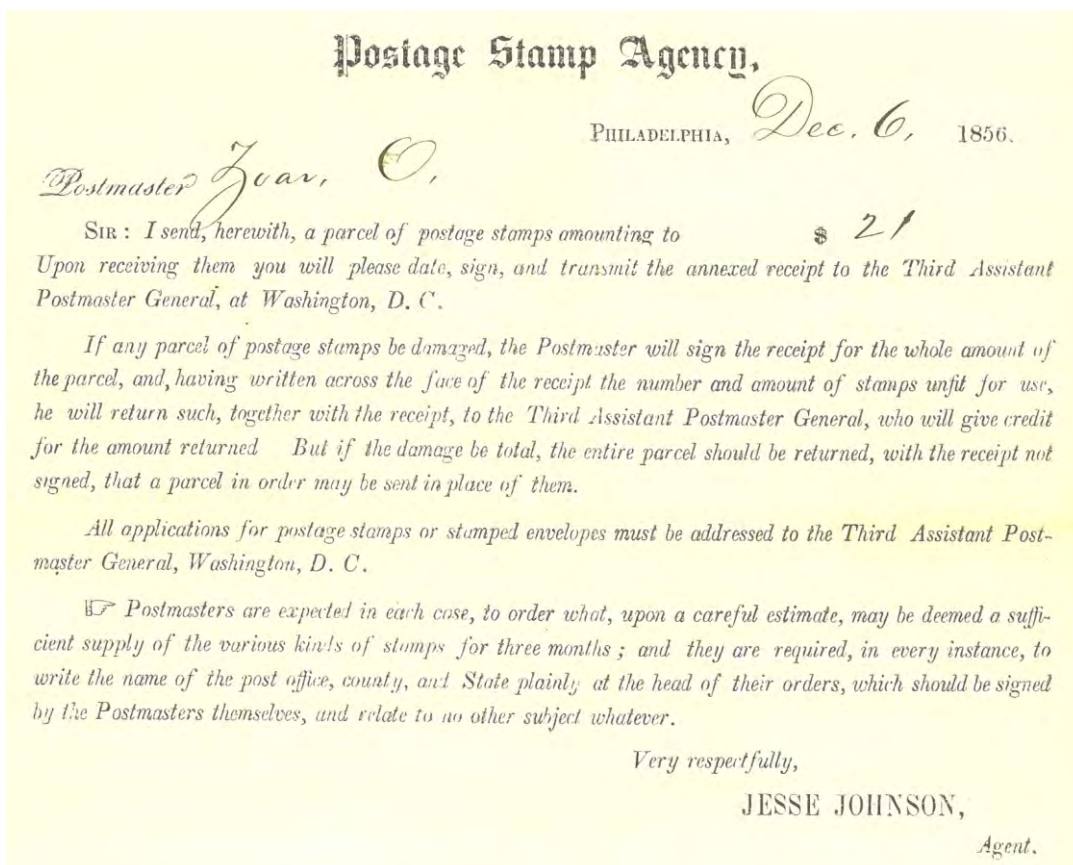 Postage Stamp Agency,
PHILADELPHIA, Dec. 6, 1856.
Postmaster Zoar, O,
SIR : I send, herewith, a parcel of postage stamps amounting to $ 21
Upon receiving them you will please date, sign, and transmit the annexed receipt to the Third Assistant
Postmaster General, at Washington, D. C.
If any parcel of postage stamps be damaged, the Postmaster will sign the receipt for the whole amount of
the parcel, and, having written across the face of the receipt the number and amount of stamps unfit for use,
he will return such, together with the receipt, to the Third Assistant Postmaster General, who will give credit
for the amount returned But if the damage be total, the entire parcel should be returned, with the receipt not
signed, that a parcel in order may be sent in place of them.
All applications for postage stamps or stamped envelopes must be addressed to the Third Assistant Post-
master General, Washington, D. C.
☞ Postmasters are expected in each case, to order what, upon a careful estimate, may be deemed a suffi-
cient supply of the various kinds of stamps for three months ; and they are required, in every instance, to
write the name of the post office, county, and State plainly at the head of their orders, which should be signed
by the Postmasters themselves, and relate to no other subject whatever.
Very respectfully,
JESSE JOHNSON,
Agent.